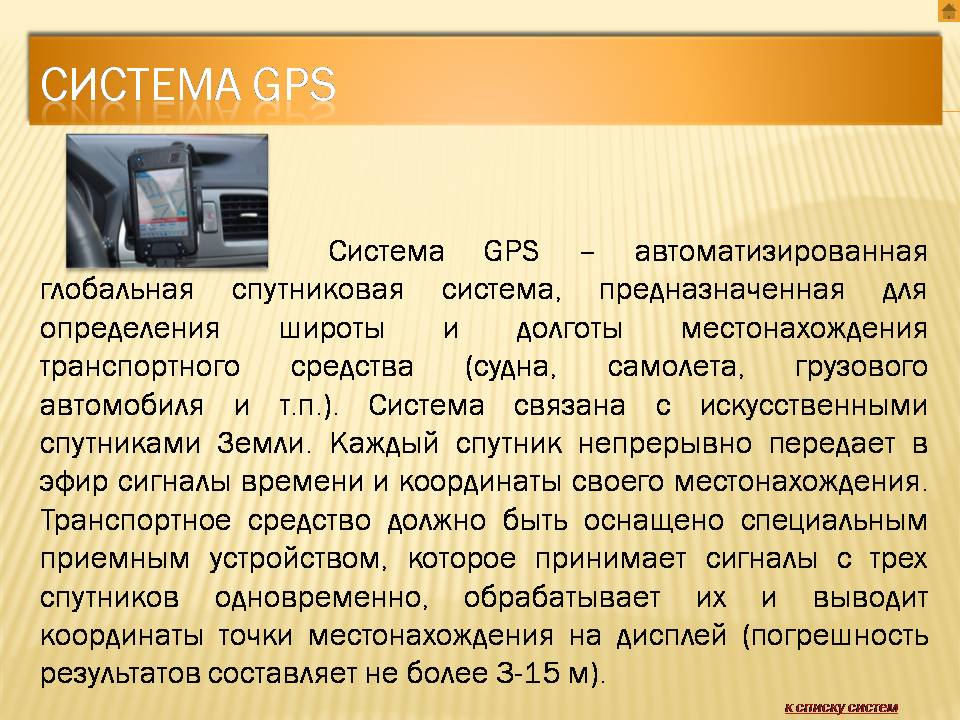 СИСТЕМА GPS
Система GPS – автоматизированная
глобальная спутниковая система, предназначенная для
определения широты и долготы местонахождения
транспортного средства (судна, самолета, грузового
автомобиля и т.п.). Система связана с искусственными
спутниками Земли. Каждый спутник непрерывно передает в
эфир сигналы времени и координаты своего местонахождения.
Транспортное средство должно быть оснащено специальным
приемным устройством, которое принимает сигналы с трех
спутников одновременно, обрабатывает их и выводит
координаты точки местонахождения на дисплей (погрешность
результатов составляет не более 3-15 м).
к списку систем